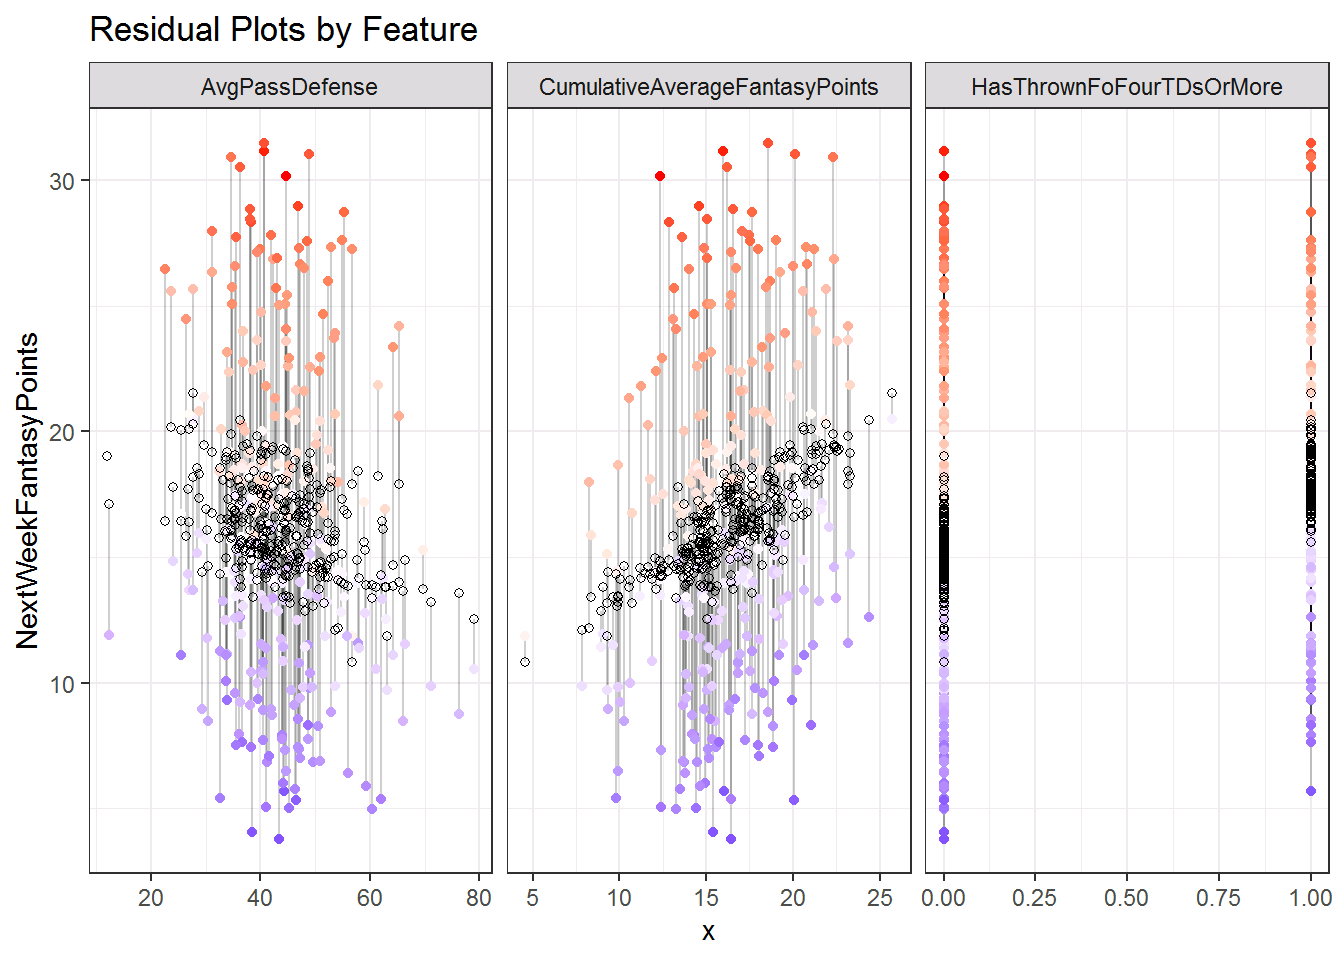 Residual Plots by Feature
AvgPassDefense
CumulativeAverageFantasyPoints
HasThrownFoFourTDsOrMore
NextWeekFantasyPoints
30
20
10
20
40
60
80
5
10
15
20
25
0.00
0.25
0.50
0.75
1.00
x